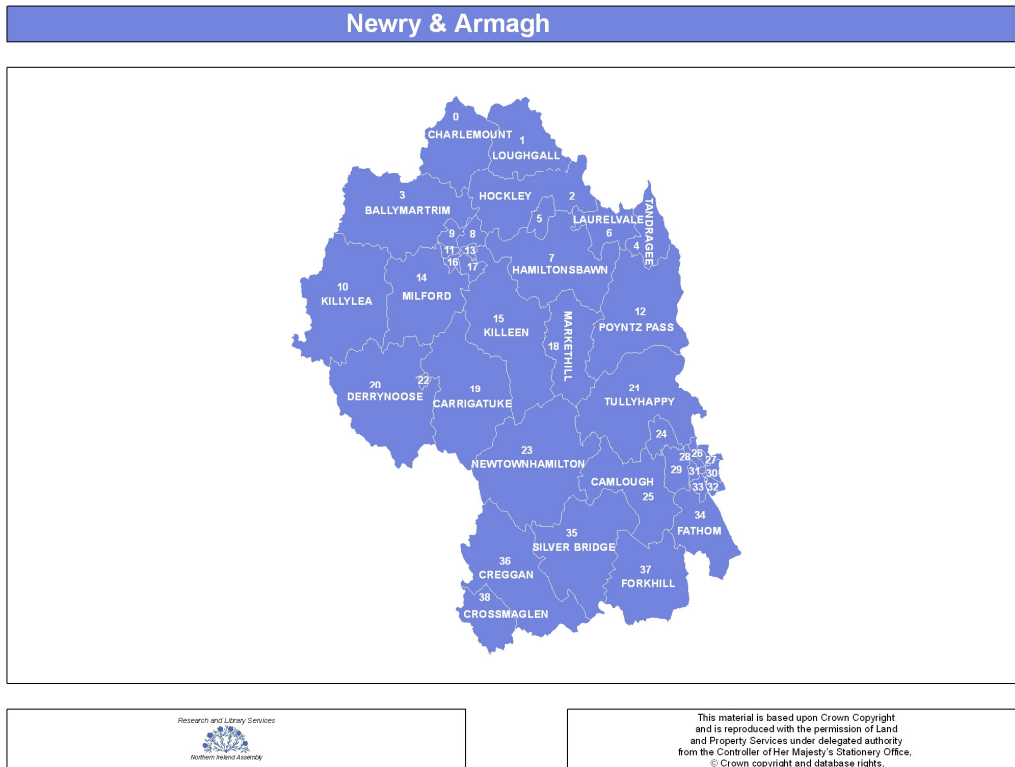 Newry & Armagh
0
CHARLEMOUNT
1
LOUGHGALL
3
BALLYMARTRIM
HOCKLEY
2
5
LAURELVALE
6
TANDRAGEE
4
9
8
11
13
16
17
7
HAMILTONSBAWN
10
KILLYLEA
14
MILFORD
15
KILLEEN
MARKETHILL
18
12
POYNTZ PASS
20
DERRYNOOSE
22
19
CARRIGATUKE
21
TULLYHAPPY
23
NEWTOWNHAMILTON
24
CAMLOUGH
25
28
26
27
29
31
30
33
32
34
FATHOM
35
SILVER BRIDGE
36
CREGGAN
37
FORKHILL
38
CROSSMAGLEN
Research and Library Services
Northern Ireland Assembly
This material is based upon Crown Copyright
and is reproduced with the permission of Land
and Property Services under delegated authority
from the Controller of Her Majesty's Stationery Office,
© Crown copyright and database rights,